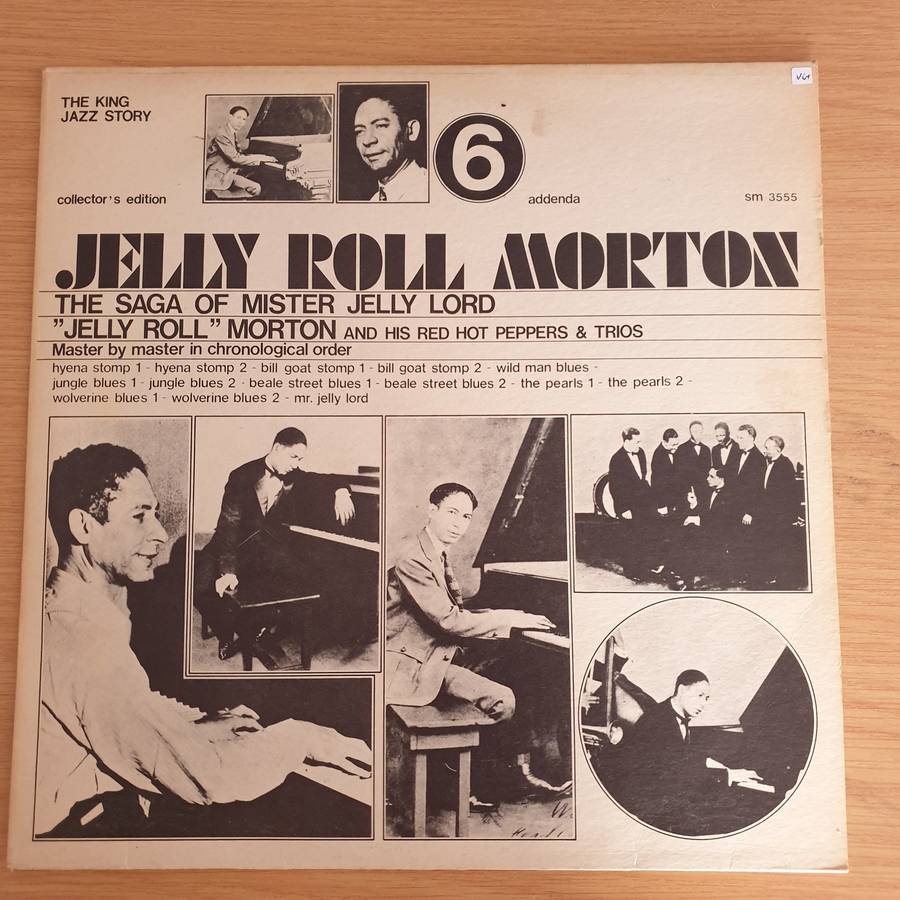 VG+
THE KING
JAZZ STORY
6
collector's edition
addenda
sm 3555
JELLY ROLL MORTON
THE SAGA OF MISTER JELLY LORD
"JELLY ROLL" MORTON AND HIS RED HOT PEPPERS & TRIOS
Master by master in chronological order
hyena stomp 1 - hyena stomp 2 - bill goat stomp 1 - bill goat stomp 2 - wild man blues -
jungle blues 1 - jungle blues 2 - beale street blues 1 - beale street blues 2 - the pearls 1 - the pearls 2 -
wolverine blues 1 - wolverine blues 2 - mr. jelly lord